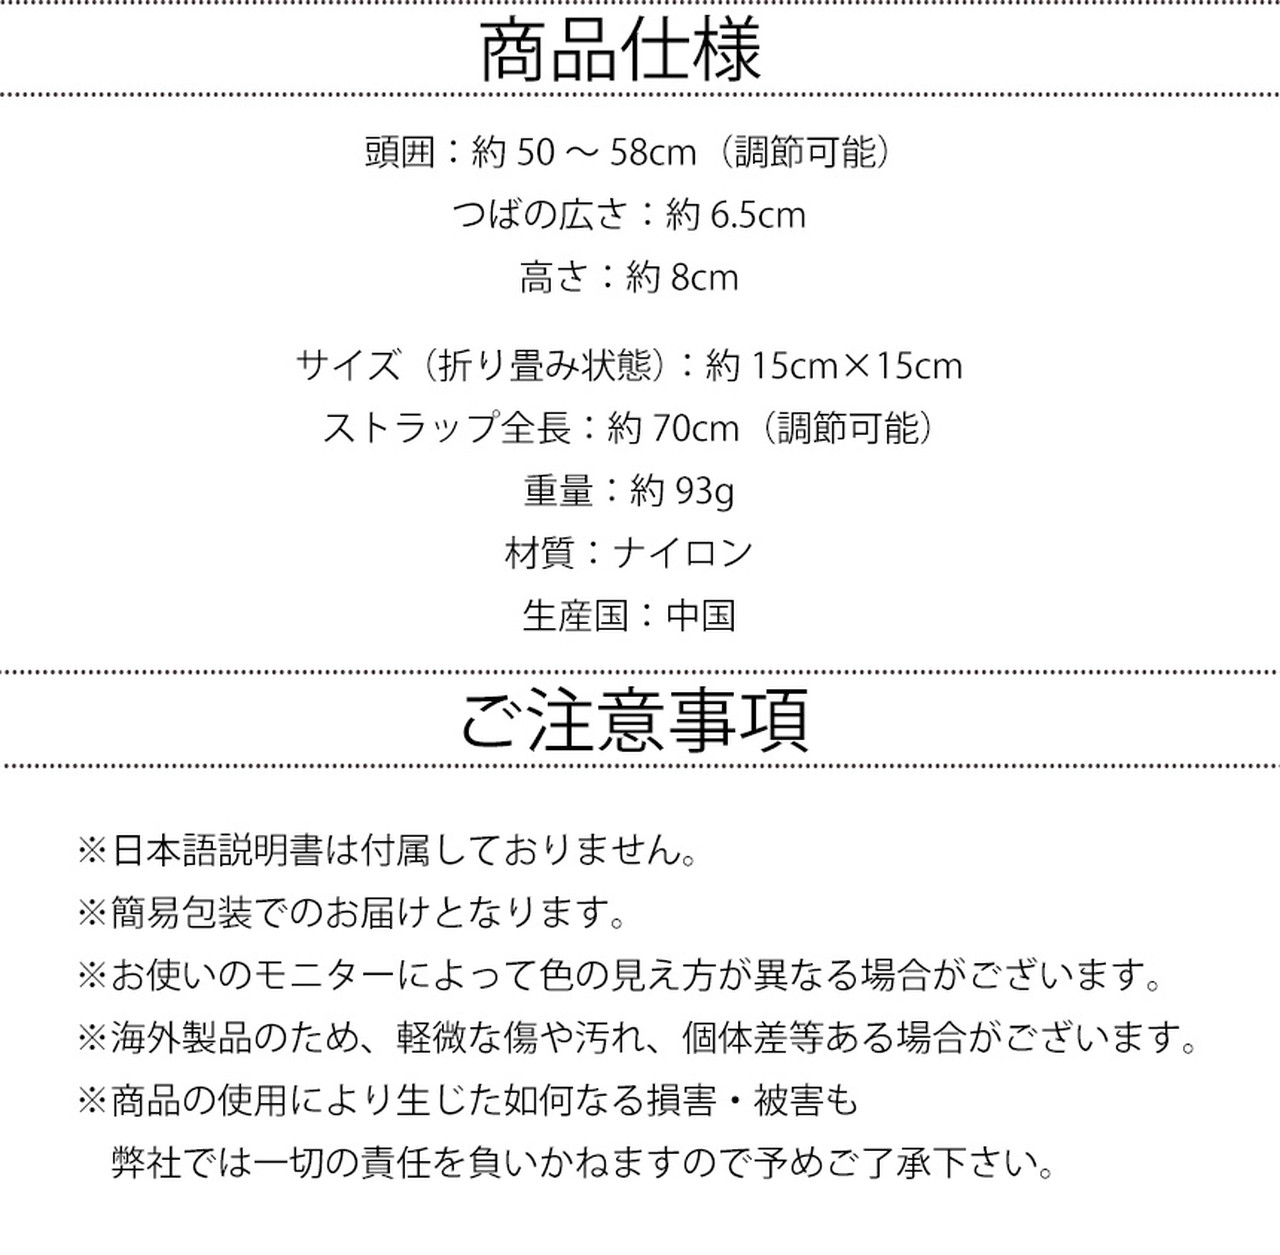 商品仕様
頭囲：約 50 ～ 58cm（調節可能）
つばの広さ：約 6.5cm
高さ：約 8cm
サイズ（折り畳み状態）：約 15cm×15cm
ストラップ全長：約 70cm（調節可能）
重量：約 93g
材質：ナイロン
生産国：中国
ご注意事項
※日本語説明書は付属しておりません。
※簡易包装でのお届けとなります。
※お使いのモニターによって色の見え方が異なる場合がございます。
※海外製品のため、軽微な傷や汚れ、個体差等ある場合がございます。
※商品の使用により生じた如何なる損害・被害も
弊社では一切の責任を負いかねますので予めご了承下さい。